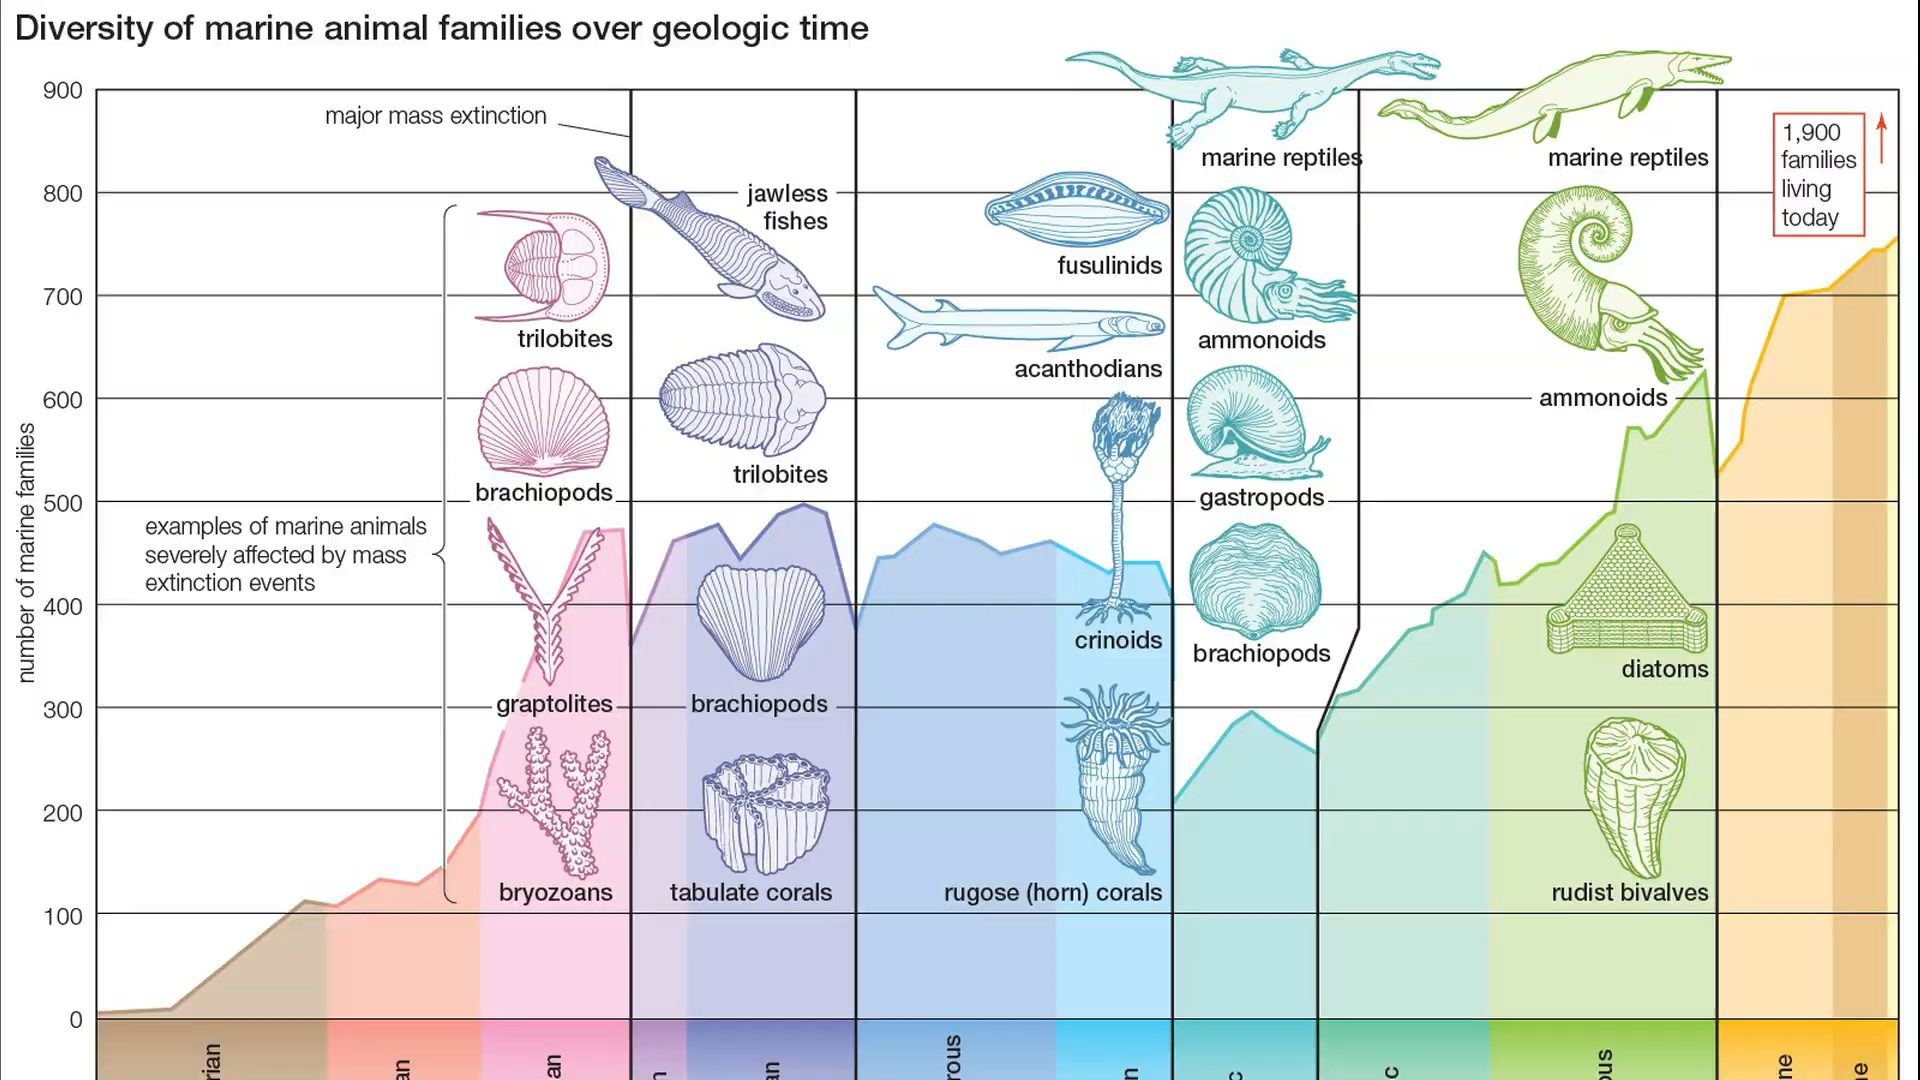 Diversity of marine animal families over geologic time
number of marine families
900
800
700
600
500
400
300
200
100
0
major mass extinction
examples of marine animals
severely affected by mass
extinction events
trilobites
brachiopods
graptolites
bryozoans
jawless
fishes
trilobites
brachiopods
tabulate corals
fusulinids
acanthodians
crinoids
rugose (horn) corals
marine reptiles
ammonoids
gastropods
brachiopods
marine reptiles
ammonoids
diatoms
rudist bivalves
1,900
families
living
today